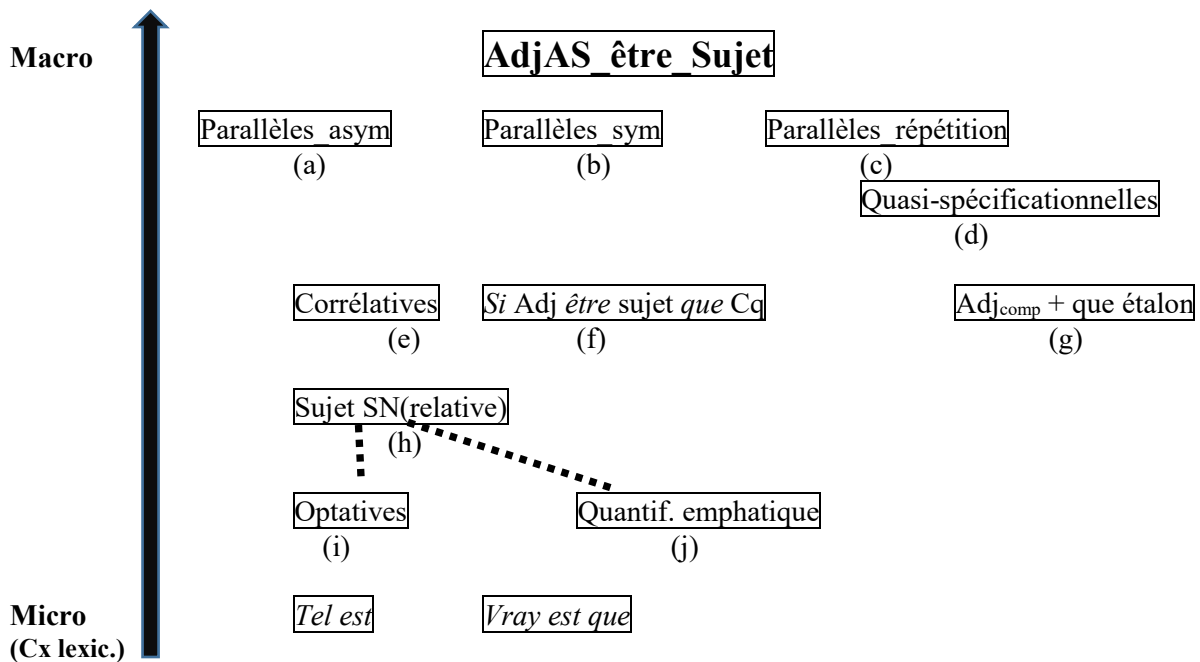 Macro
AdjAS_être_Sujet
Parallèles_asym Parallèles_sym Parallèles_répétition
(a) (b) (c)
Quasi-spécificationnelles
(d)
Corrélatives Si Adj être sujet que Cq Adjcomp + que étalon
(e) (f) (g)
Sujet SN(relative)
(h)
Optatives Quantif. emphatique
(i) (j)
Micro Tel est Vray est que
(Cx lexic.)